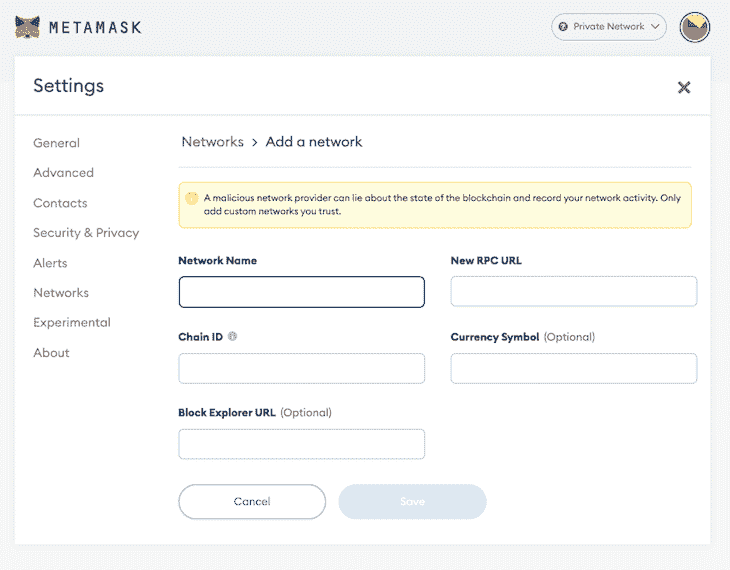 METAMASK
Private Network
Settings
General
Advanced
Contacts
Security & Privacy
Alerts
Networks
Experimental
About
Networks > Add a network
A malicious network provider can lie about the state of the blockchain and record your network activity. Only
add custom networks you trust.
Network Name
New RPC URL
Chain ID
Currency Symbol (Optional)
Block Explorer URL (Optional)
Cancel
Save